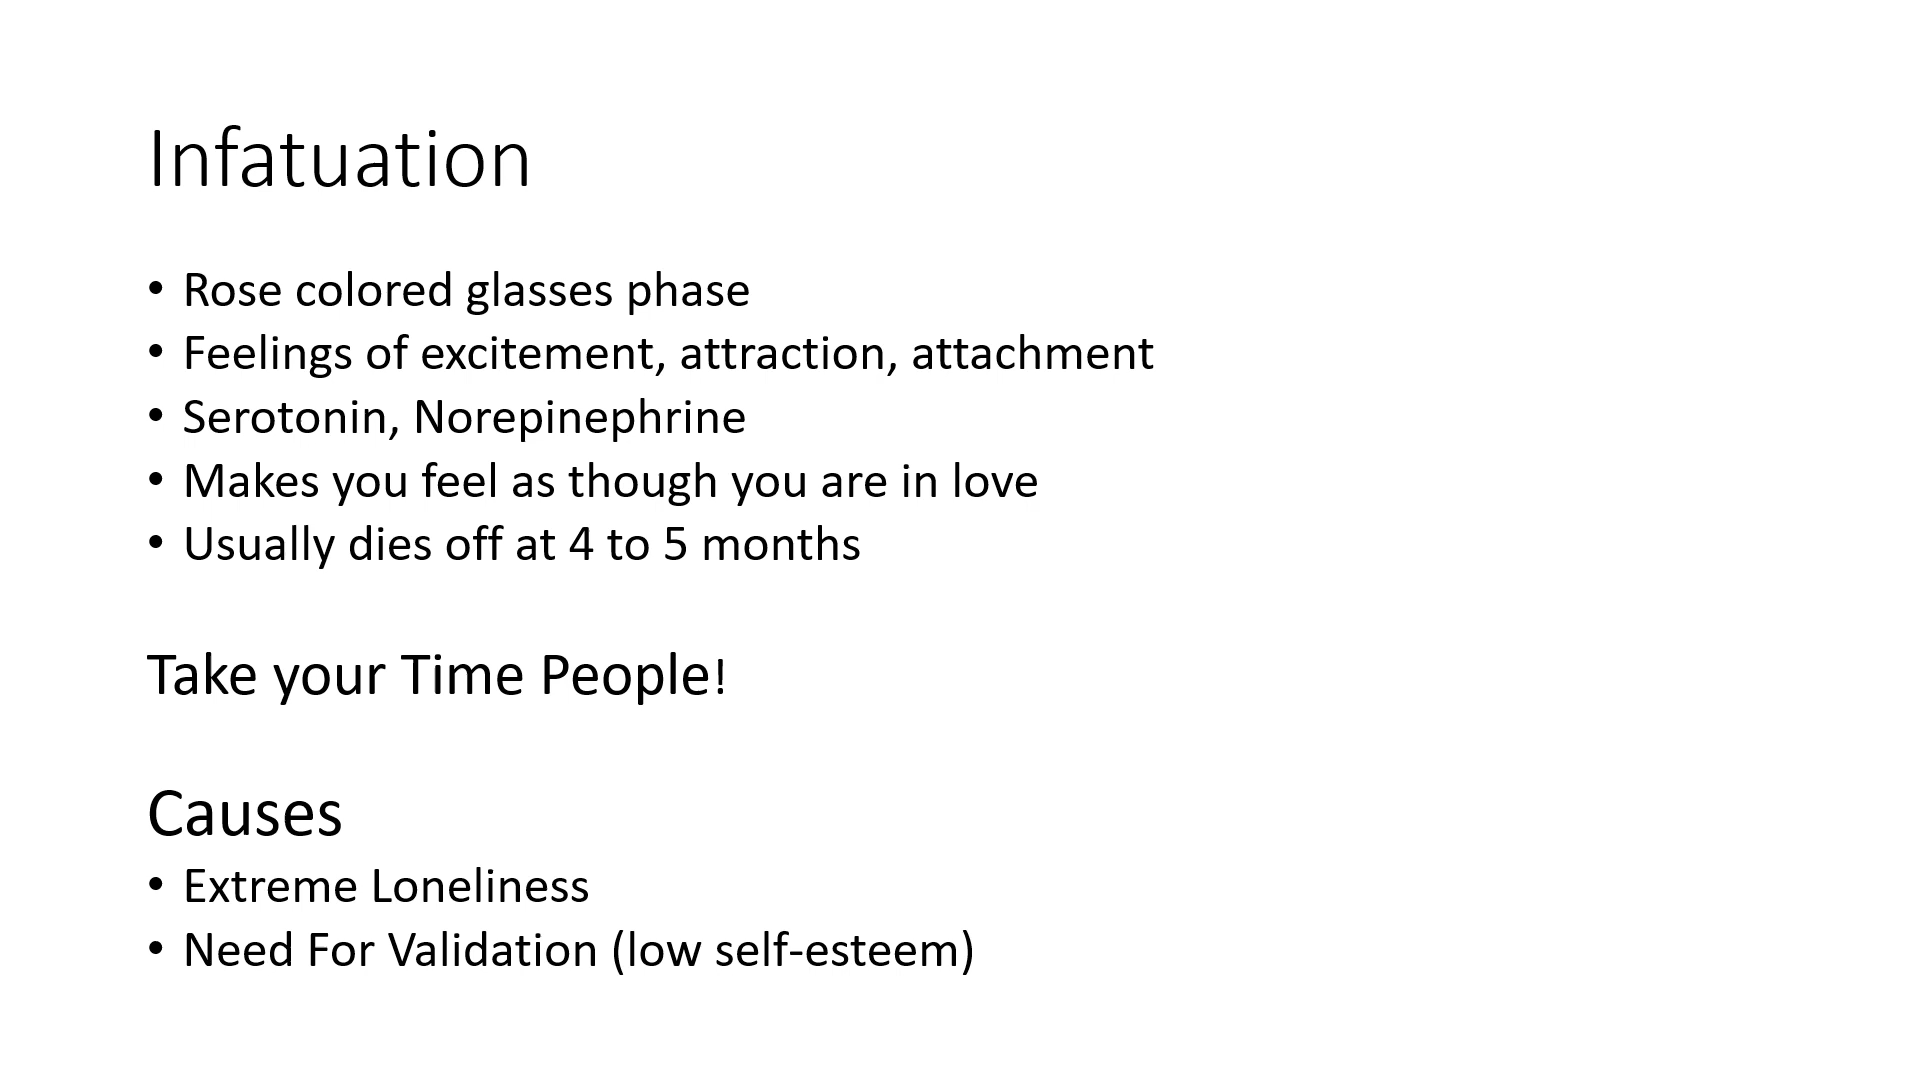 Infatuation
• Rose colored glasses phase
• Feelings of excitement, attraction, attachment
• Serotonin, Norepinephrine
• Makes you feel as though you are in love
• Usually dies off at 4 to 5 months
Take your Time People!
Causes
• Extreme Loneliness
• Need For Validation (low self-esteem)